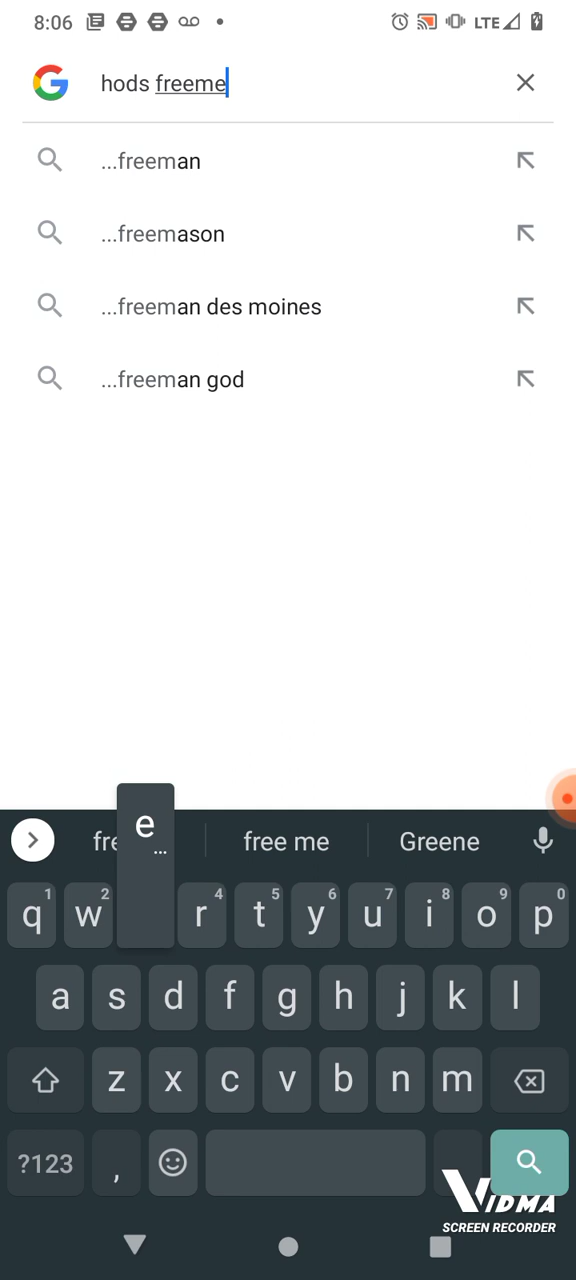 8:06 LTE
hods freeme
...freeman
...freemason
...freeman des moines
...freeman god
e
...
fre free me Greene
1 2 4 5 6 7 8 9 0
q w r t y u i o p
a s d f g h j k l
z x c v b n m
?123 ,
VIDMA
SCREEN RECORDER